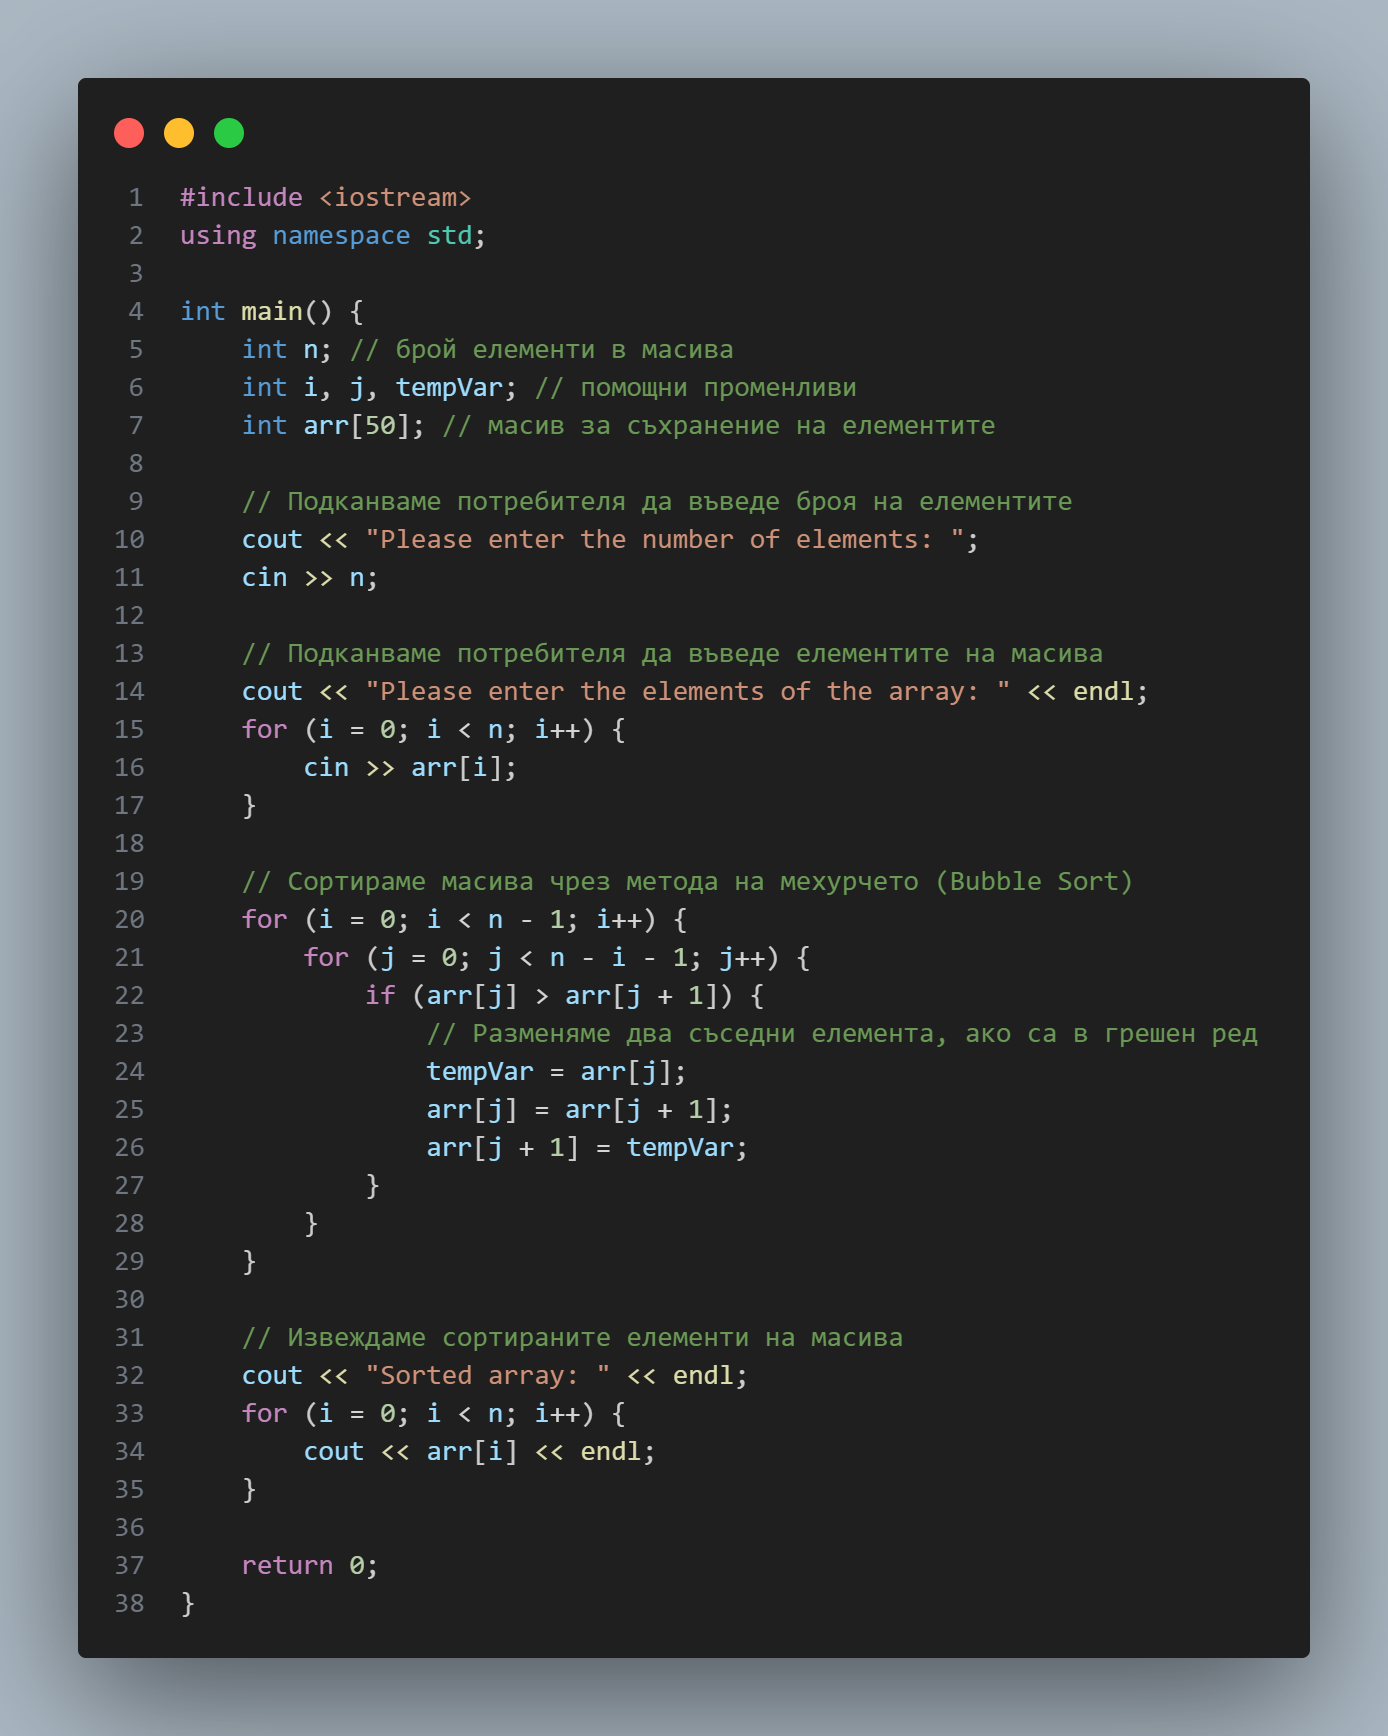 1 #include <iostream>
2 using namespace std;
3
4 int main() {
5     int n; // брой елементи в масива
6     int i, j, tempVar; // помощни променливи
7     int arr[50]; // масив за съхранение на елементите
8
9     // Подканваме потребителя да въведе броя на елементите
10     cout << "Please enter the number of elements: ";
11     cin >> n;
12
13     // Подканваме потребителя да въведе елементите на масива
14     cout << "Please enter the elements of the array: " << endl;
15     for (i = 0; i < n; i++) {
16         cin >> arr[i];
17     }
18
19     // Сортираме масива чрез метода на мехурчето (Bubble Sort)
20     for (i = 0; i < n - 1; i++) {
21         for (j = 0; j < n - i - 1; j++) {
22             if (arr[j] > arr[j + 1]) {
23                 // Разменяме два съседни елемента, ако са в грешен ред
24                 tempVar = arr[j];
25                 arr[j] = arr[j + 1];
26                 arr[j + 1] = tempVar;
27             }
28         }
29     }
30
31     // Извеждаме сортираните елементи на масива
32     cout << "Sorted array: " << endl;
33     for (i = 0; i < n; i++) {
34         cout << arr[i] << endl;
35     }
36
37     return 0;
38 }